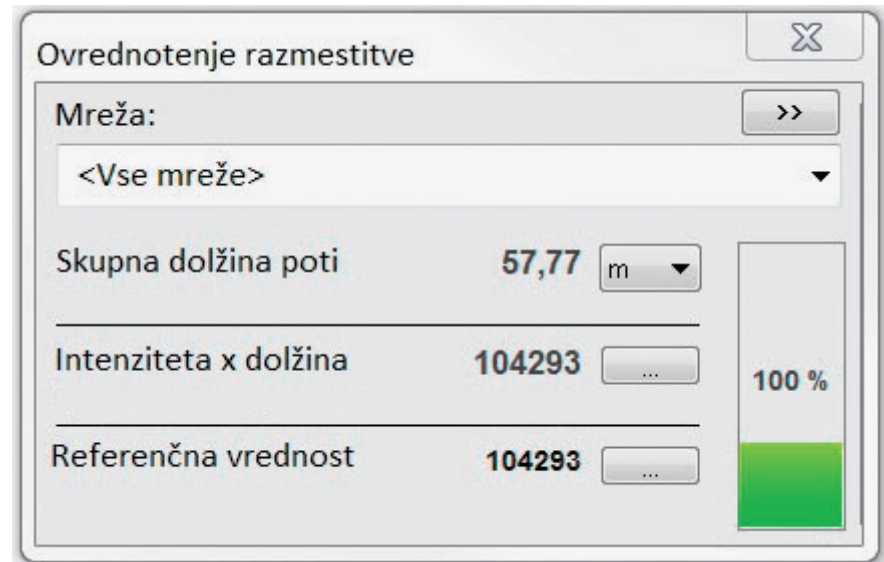 Ovrednotenje razmestitve
Mreža:
>>
<Vse mreže>
Skupna dolžina poti 57,77 m
Intenziteta x dolžina 104293 ...
100 %
Referenčna vrednost 104293 ...